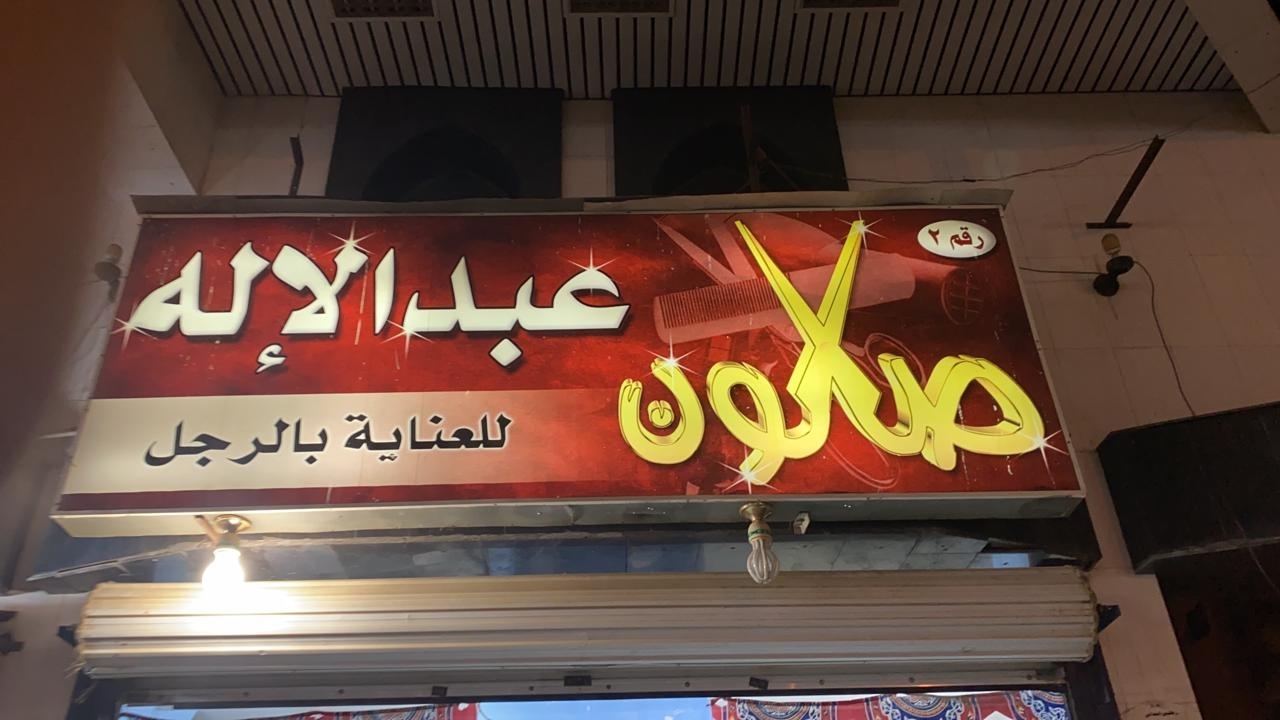 رقم ٢
صالون
عبدالإله
للعناية بالرجل